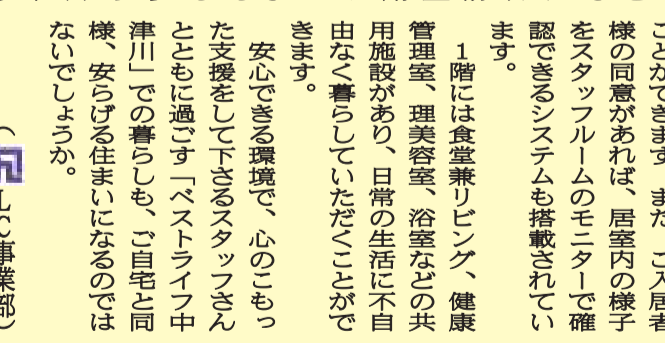 ことができます。また、ご入居者
様の同意があれば、居室内の様子
をスタッフルームのモニターで確
認できるシステムも搭載されてい
ます。
１階には食堂兼リビング、健康
管理室、理美容室、浴室などの共
用施設があり、日常の生活に不自
由なく暮らしていただくことがで
きます。
安心できる環境で、心のこもっ
た支援をして下さるスタッフさん
とともに過ごす「ベストライフ中
津川」での暮らしも、ご自宅と同
様、安らげる住まいになるのでは
ないでしょうか。
（LC事業部）